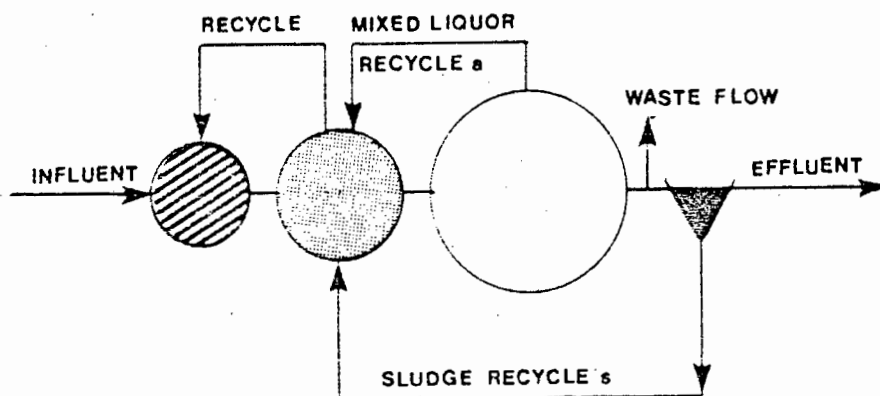 RECYCLE
MIXED LIQUOR
RECYCLE a
WASTE FLOW
INFLUENT
EFFLUENT
SLUDGE RECYCLE s